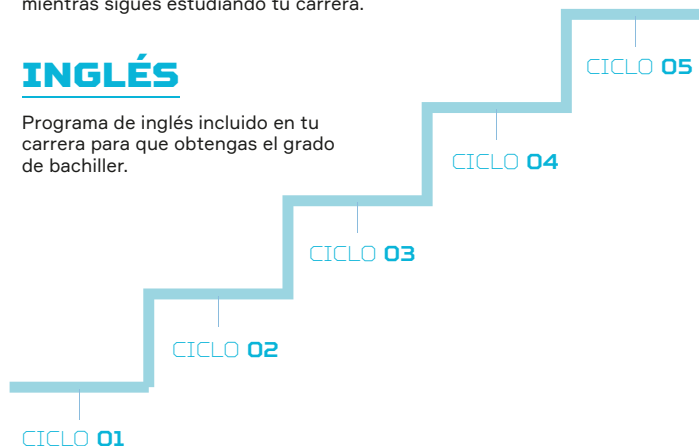 mientras sigues estudiando tu carrera.
INGLÉS
Programa de inglés incluido en tu
carrera para que obtengas el grado
de bachiller.
CICLO 05
CICLO 04
CICLO 03
CICLO 02
CICLO 01